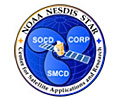 NOAA NESDIS STAR
SOCD CORP
SMCD
Center for Satellite Applications and Research